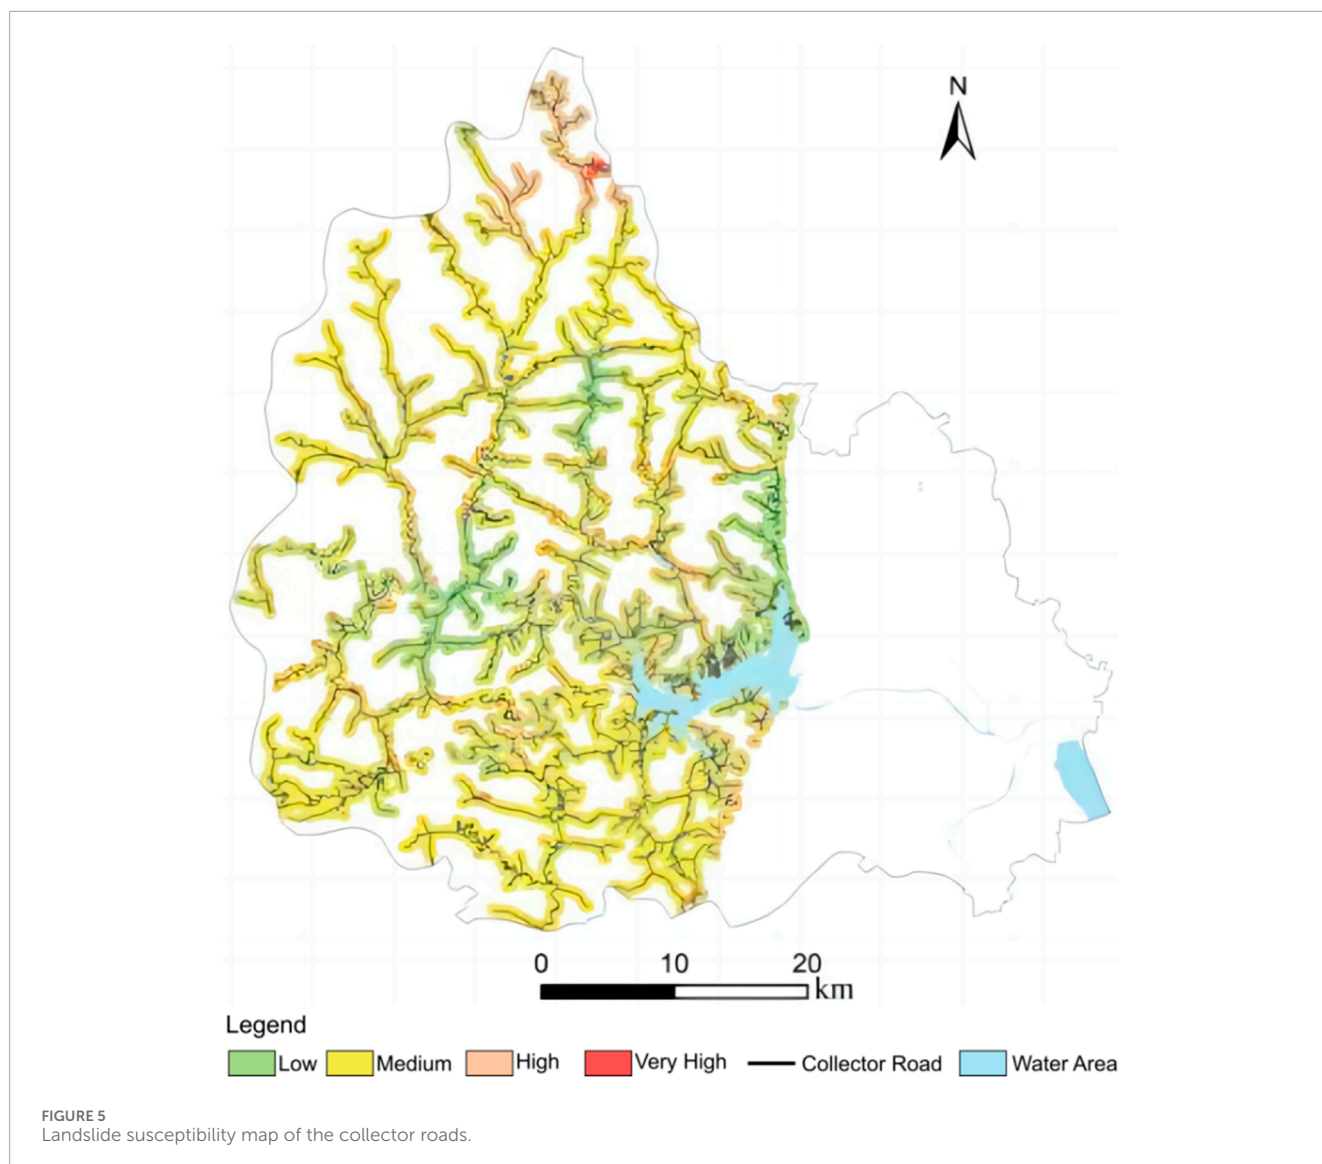 N
0 10 20
km
Legend
Low Medium High Very High Collector Road Water Area
FIGURE 5
Landslide susceptibility map of the collector roads.